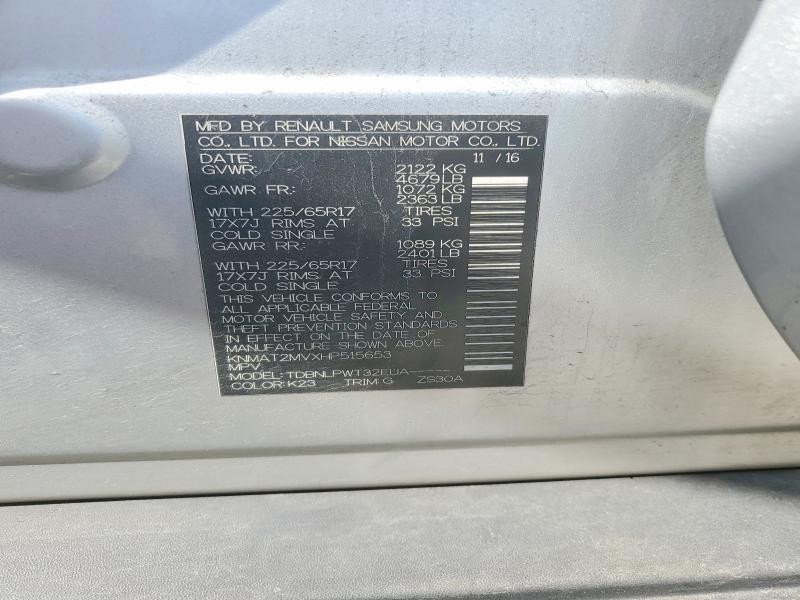 MFD BY RENAULT SAMSUNG MOTORS
CO., LTD. FOR NISSAN MOTOR CO., LTD.
DATE: 11 / 16
GVWR: 2122 KG
4679 LB
GAWR FR: 1072 KG
2363 LB
WITH 225/65R17 TIRES
17X7J RIMS AT 33 PSI
COLD SINGLE
GAWR RR: 1089 KG
2401 LB
WITH 225/65R17 TIRES
17X7J RIMS AT 33 PSI
COLD SINGLE
THIS VEHICLE CONFORMS TO
ALL APPLICABLE FEDERAL
MOTOR VEHICLE SAFETY AND
THEFT PREVENTION STANDARDS
IN EFFECT ON THE DATE OF
MANUFACTURE SHOWN ABOVE.
KNMAT2MVXHP515653
MPV
MODEL: TDBNLPWT32EUA-----
COLOR: K23 TRIM: G ZS30A